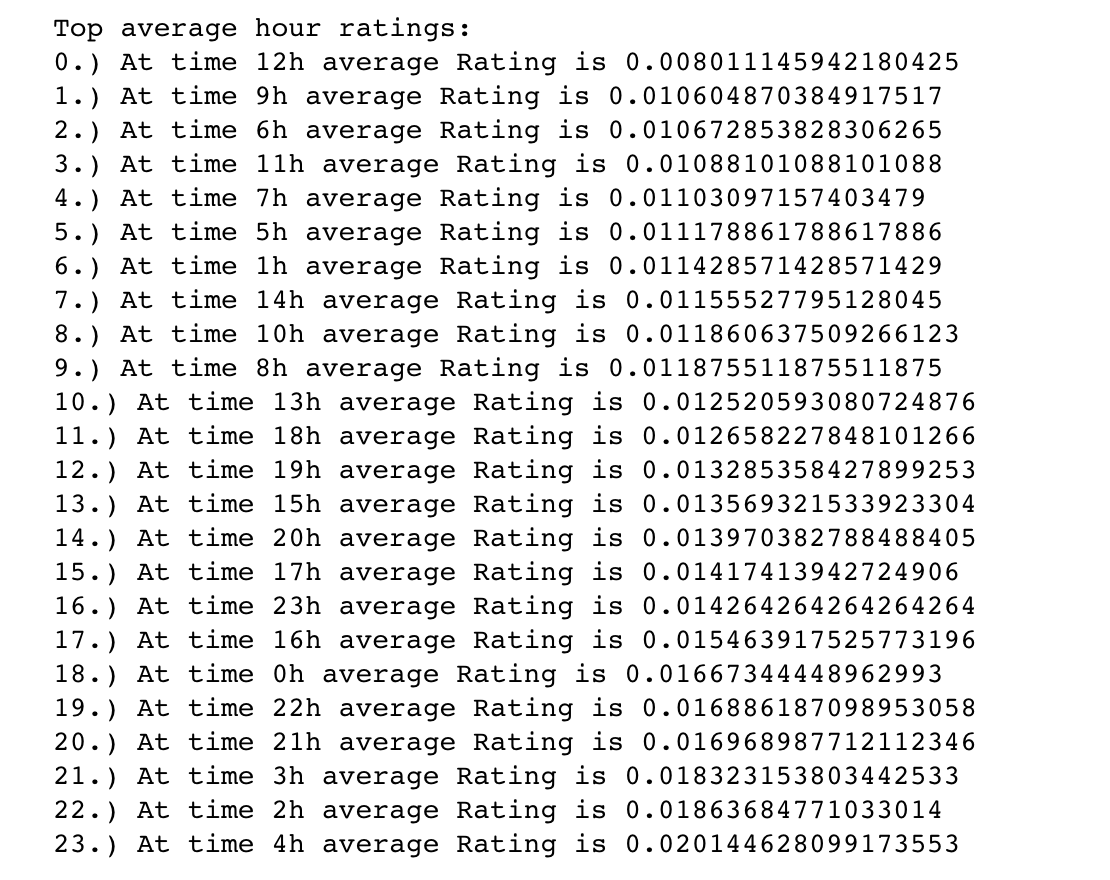 Top average hour ratings:
0.) At time 12h average Rating is 0.008011145942180425
1.) At time 9h average Rating is 0.010604870384917517
2.) At time 6h average Rating is 0.010672853828306265
3.) At time 11h average Rating is 0.01088101088101088
4.) At time 7h average Rating is 0.01103097157403479
5.) At time 5h average Rating is 0.011178861788617886
6.) At time 1h average Rating is 0.011428571428571429
7.) At time 14h average Rating is 0.01155527795128045
8.) At time 10h average Rating is 0.011860637509266123
9.) At time 8h average Rating is 0.011875511875511875
10.) At time 13h average Rating is 0.012520593080724876
11.) At time 18h average Rating is 0.012658227848101266
12.) At time 19h average Rating is 0.013285358427899253
13.) At time 15h average Rating is 0.013569321533923304
14.) At time 20h average Rating is 0.013970382788488405
15.) At time 17h average Rating is 0.01417413942724906
16.) At time 23h average Rating is 0.014264264264264264
17.) At time 16h average Rating is 0.015463917525773196
18.) At time 0h average Rating is 0.01667344448962993
19.) At time 22h average Rating is 0.016886187098953058
20.) At time 21h average Rating is 0.016968987712112346
21.) At time 3h average Rating is 0.018323153803442533
22.) At time 2h average Rating is 0.01863684771033014
23.) At time 4h average Rating is 0.020144628099173553